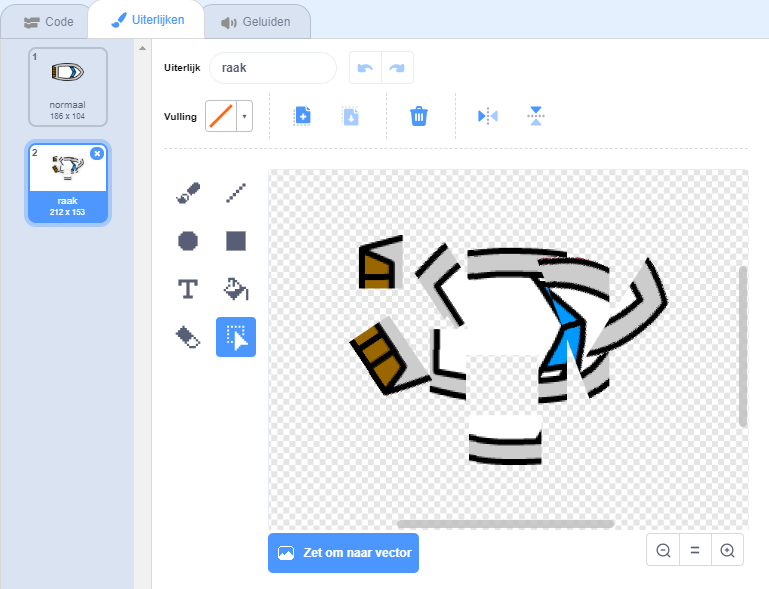 Code
Uiterlijken
Geluiden
1
normaal
186 x 104
2
raak
212 x 153
Uiterlijk
raak
Vulling
T
Zet om naar vector